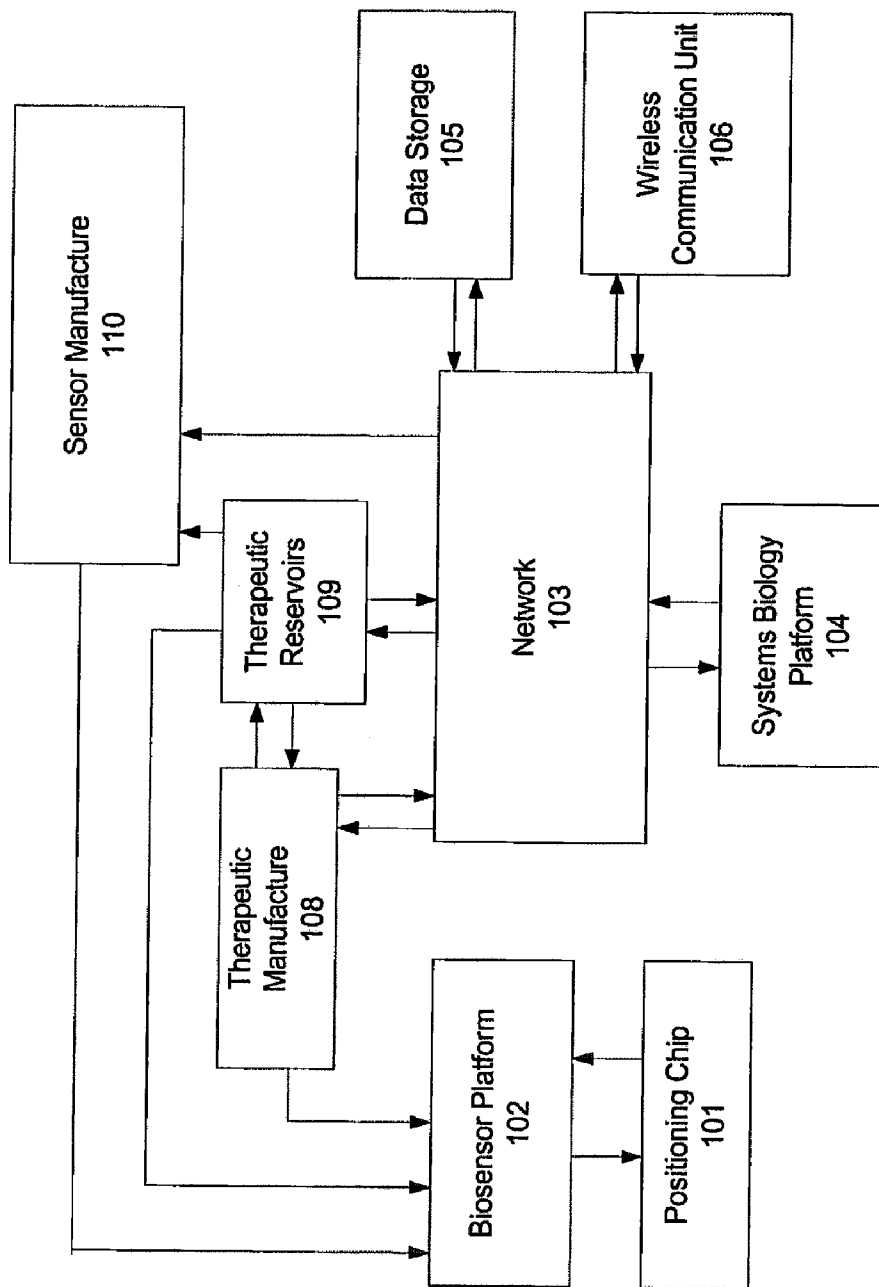 Sensor Manufacture
110
Data Storage
105
Therapeutic
Reservoirs
109
Therapeutic
Manufacture
108
Wireless
Communication Unit
106
Network
103
Biosensor Platform
102
Systems Biology
Platform
104
Positioning Chip
101